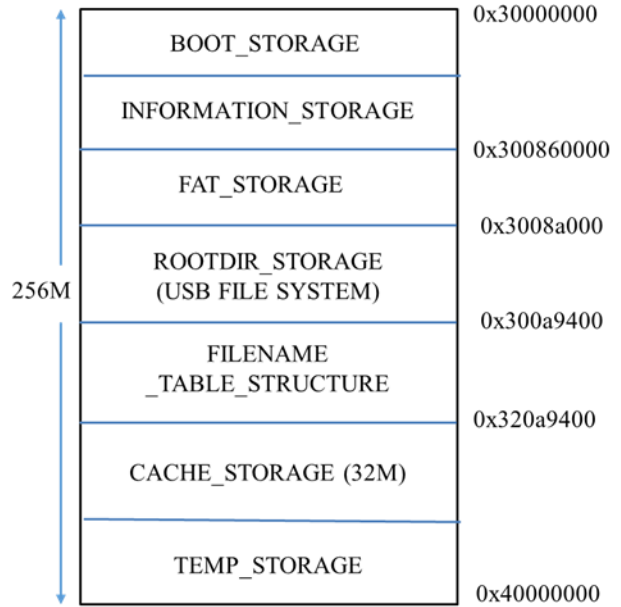 0x30000000
BOOT_STORAGE
INFORMATION_STORAGE
0x300860000
FAT_STORAGE
0x3008a000
ROOTDIR_STORAGE
(USB FILE SYSTEM)
256M
0x300a9400
FILENAME
_TABLE_STRUCTURE
0x320a9400
CACHE_STORAGE (32M)
TEMP_STORAGE
0x40000000